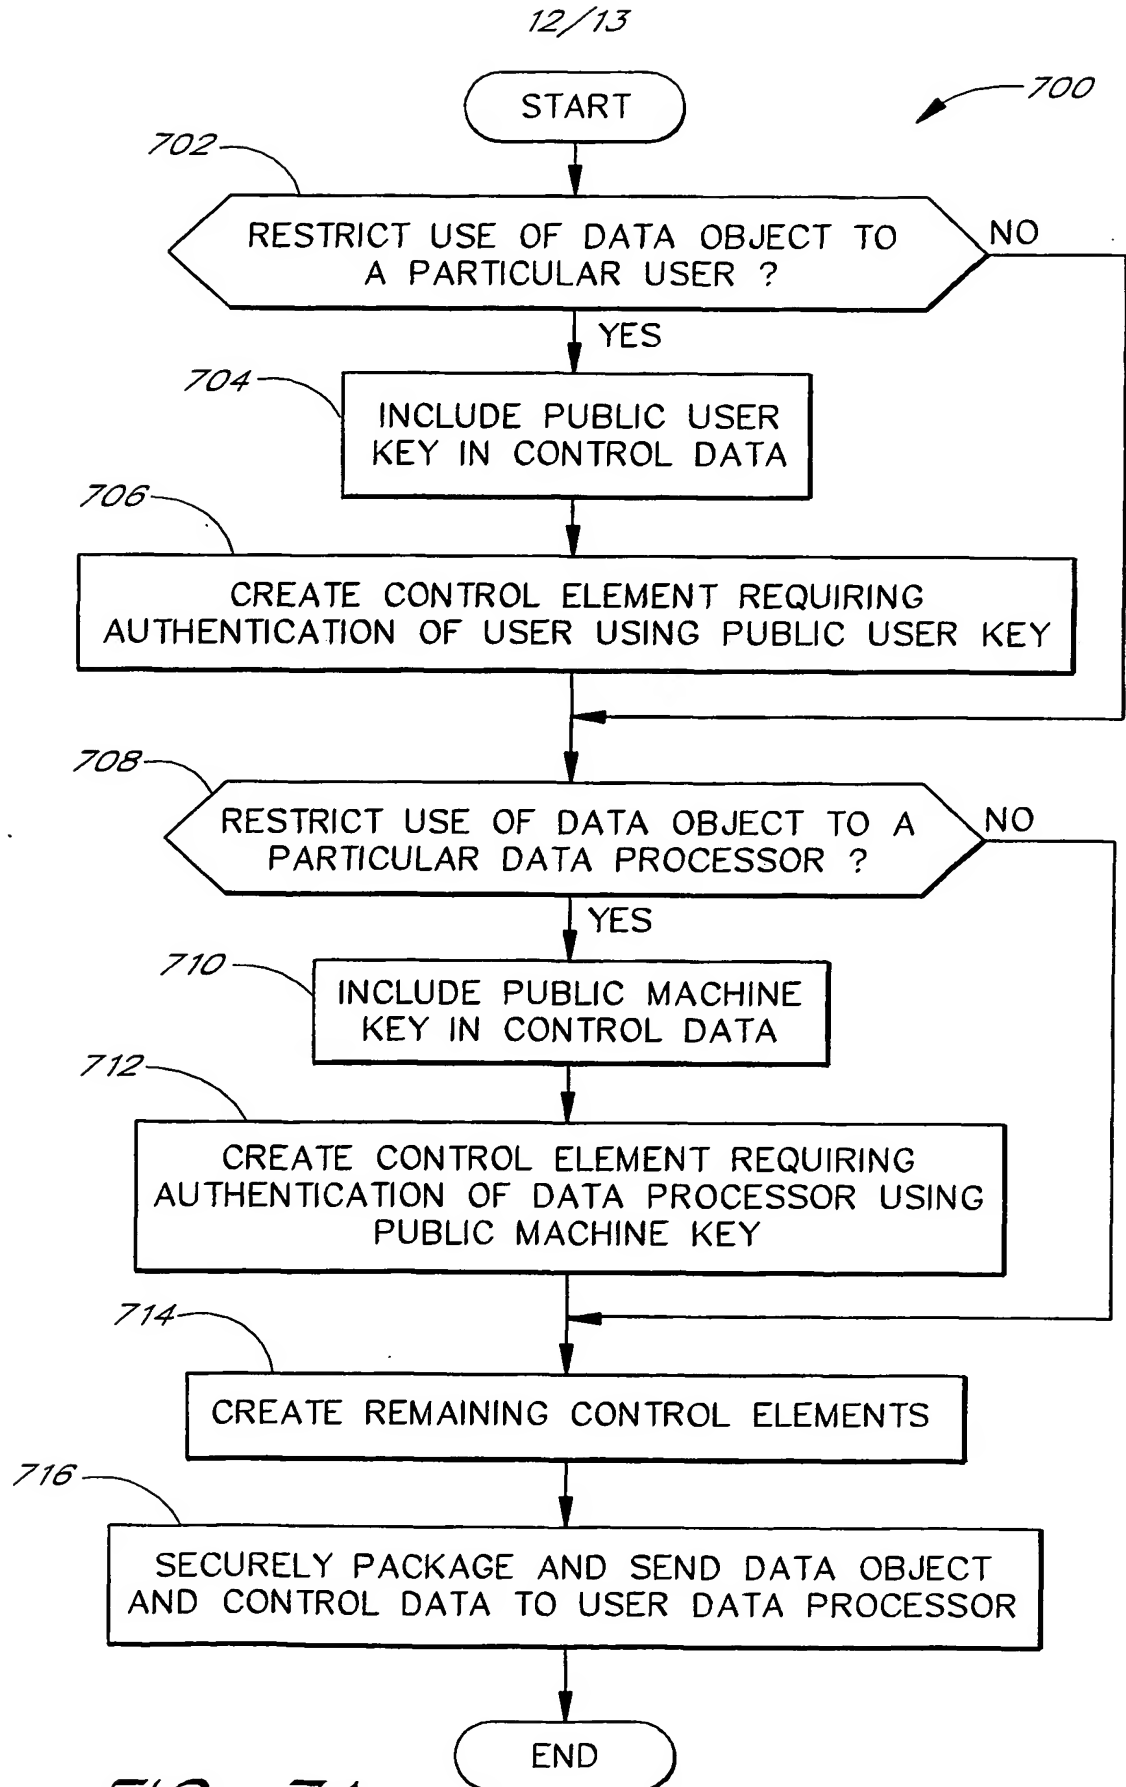 12/13
START
700
702
RESTRICT USE OF DATA OBJECT TO
A PARTICULAR USER ?
NO
YES
704
INCLUDE PUBLIC USER
KEY IN CONTROL DATA
706
CREATE CONTROL ELEMENT REQUIRING
AUTHENTICATION OF USER USING PUBLIC USER KEY
708
RESTRICT USE OF DATA OBJECT TO A
PARTICULAR DATA PROCESSOR ?
NO
YES
710
INCLUDE PUBLIC MACHINE
KEY IN CONTROL DATA
712
CREATE CONTROL ELEMENT REQUIRING
AUTHENTICATION OF DATA PROCESSOR USING
PUBLIC MACHINE KEY
714
CREATE REMAINING CONTROL ELEMENTS
716
SECURELY PACKAGE AND SEND DATA OBJECT
AND CONTROL DATA TO USER DATA PROCESSOR
END